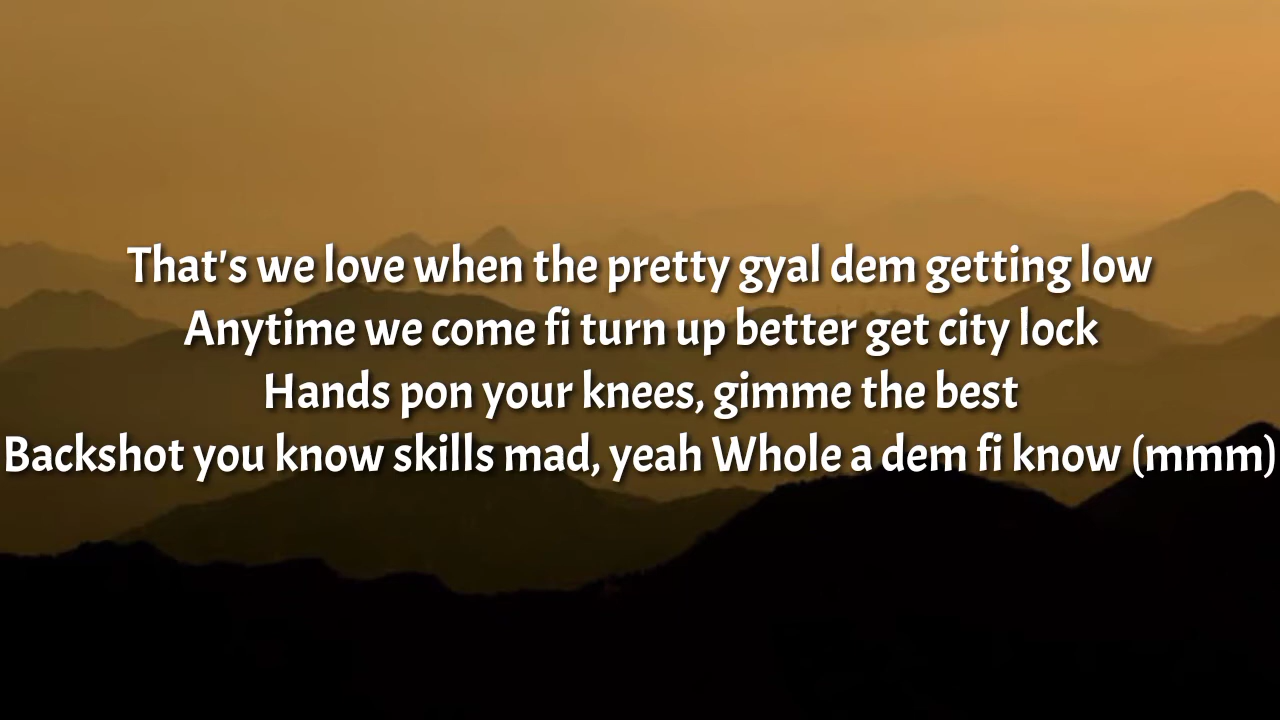 That's we love when the pretty gyal dem getting low
Anytime we come fi turn up better get city lock
Hands pon your knees, gimme the best
Backshot you know skills mad, yeah Whole a dem fi know (mmm)